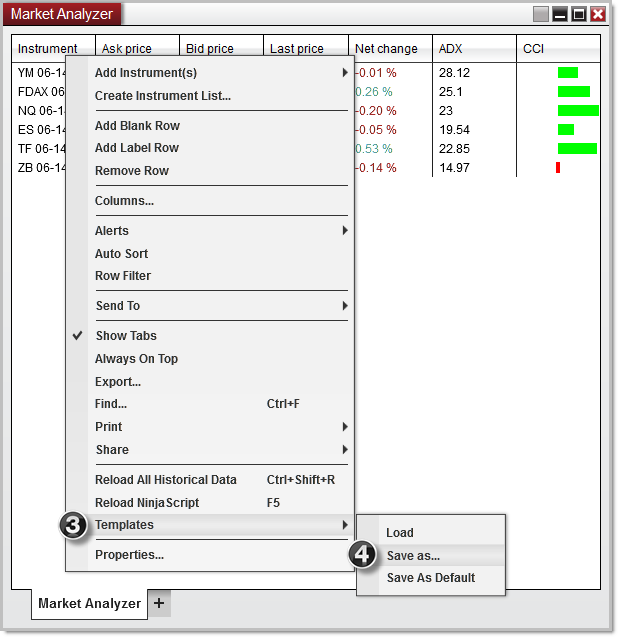 Market Analyzer
Instrument Ask price Bid price Last price Net change ADX CCI
YM 06-14 -0.01 % 28.12
FDAX 06 0.26 % 25.1
NQ 06-14 -0.20 % 23
ES 06-14 -0.05 % 19.54
TF 06-14 0.53 % 22.85
ZB 06-14 -0.14 % 14.97
Add Instrument(s)
Create Instrument List...
Add Blank Row
Add Label Row
Remove Row
Columns...
Alerts
Auto Sort
Row Filter
Send To
Show Tabs
Always On Top
Export...
Find... Ctrl+F
Print
Share
Reload All Historical Data Ctrl+Shift+R
Reload NinjaScript F5
3 Templates
Properties...
Load
4 Save as...
Save As Default
Market Analyzer +